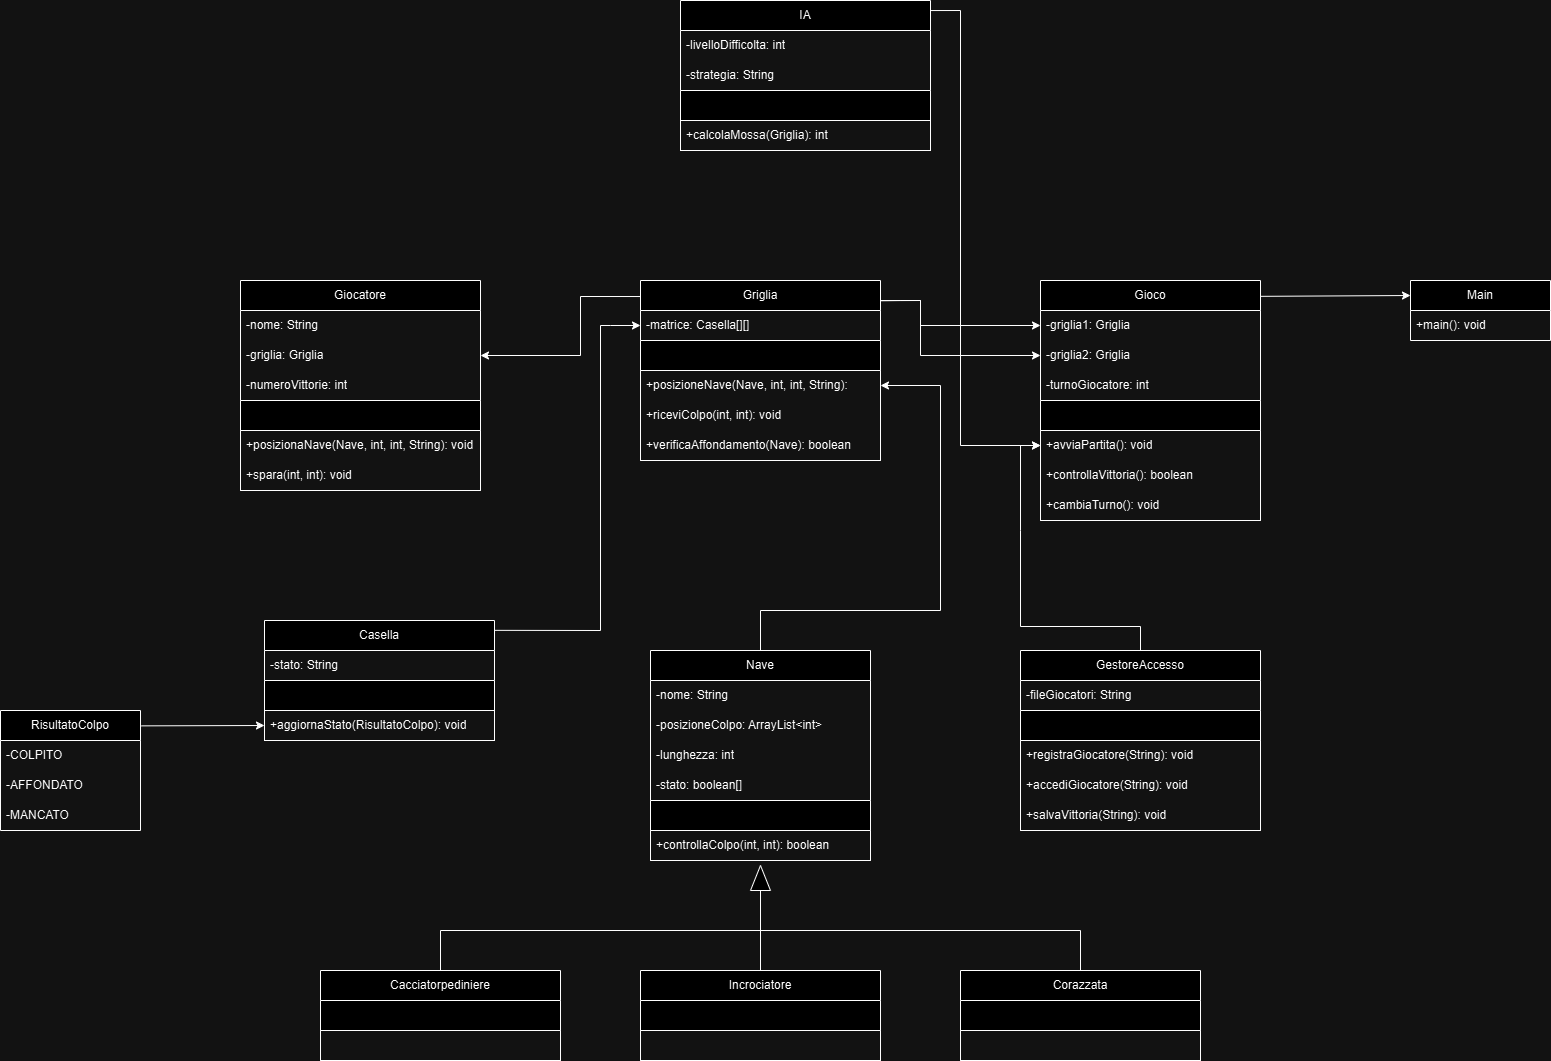 IA
-livelloDifficolta: int
-strategia: String
+calcolaMossa(Griglia): int
Giocatore
-nome: String
-griglia: Griglia
-numeroVittorie: int
+posizionaNave(Nave, int, int, String): void
+spara(int, int): void
Griglia
-matrice: Casella[][]
+posizioneNave(Nave, int, int, String):
+riceviColpo(int, int): void
+verificaAffondamento(Nave): boolean
Gioco
-griglia1: Griglia
-griglia2: Griglia
-turnoGiocatore: int
+avviaPartita(): void
+controllaVittoria(): boolean
+cambiaTurno(): void
Main
+main(): void
Casella
-stato: String
+aggiornaStato(RisultatoColpo): void
RisultatoColpo
-COLPITO
-AFFONDATO
-MANCATO
Nave
-nome: String
-posizioneColpo: ArrayList<int>
-lunghezza: int
-stato: boolean[]
+controllaColpo(int, int): boolean
GestoreAccesso
-fileGiocatori: String
+registraGiocatore(String): void
+accediGiocatore(String): void
+salvaVittoria(String): void
Cacciatorpediniere
Incrociatore
Corazzata